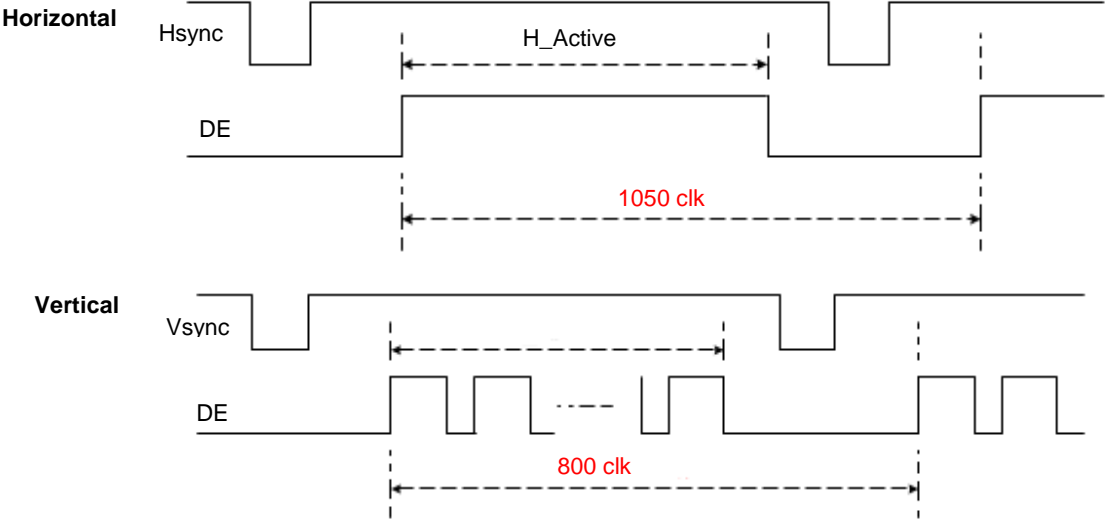 Horizontal
Hsync
H_Active
DE
1050 clk
Vertical
Vsync
DE
800 clk